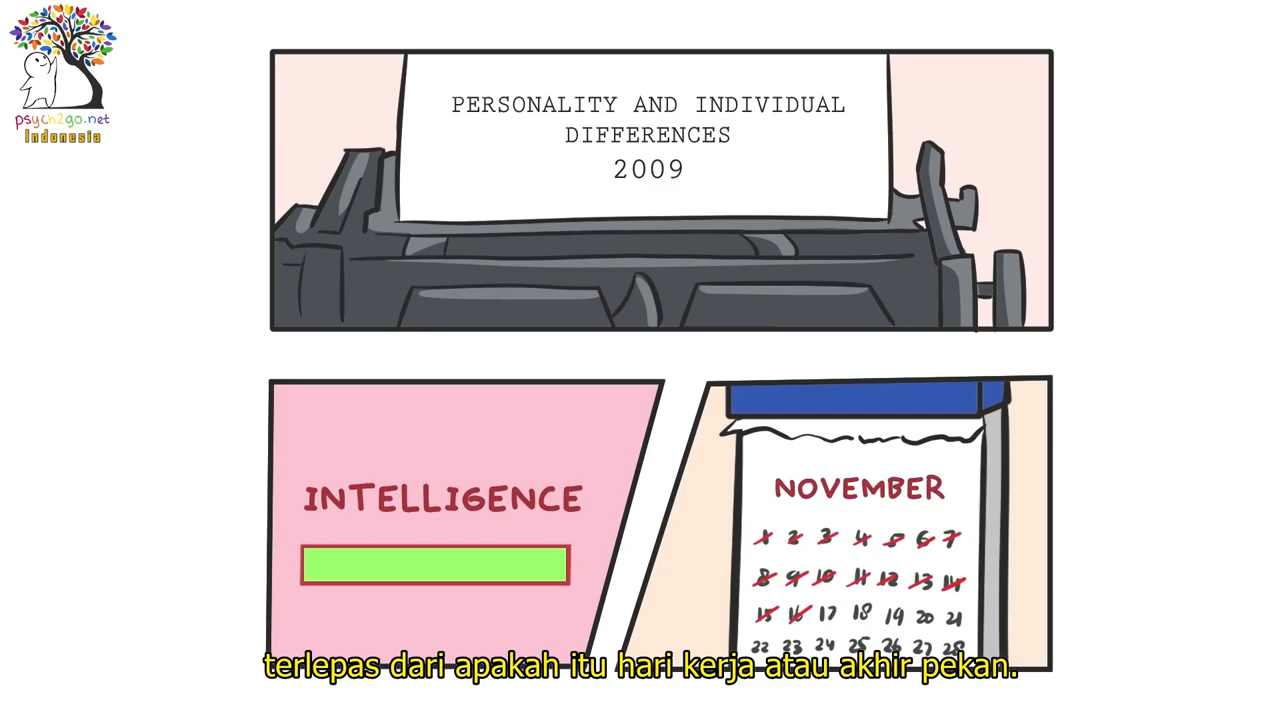 psych2go.net
Indonesia
PERSONALITY AND INDIVIDUAL
DIFFERENCES
2009
INTELLIGENCE
NOVEMBER
1 2 3 4 5 6 7
8 9 10 11 12 13 14
15 16 17 18 19 20 21
22 23 24 25 26 27 28
terlepas dari apakah itu hari kerja atau akhir pekan.